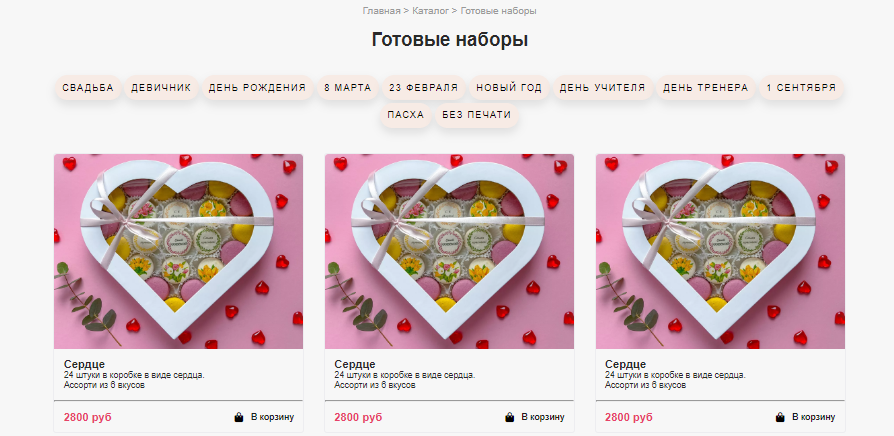 Главная > Каталог > Готовые наборы
Готовые наборы
СВАДЬБА ДЕВИЧНИК ДЕНЬ РОЖДЕНИЯ 8 МАРТА 23 ФЕВРАЛЯ НОВЫЙ ГОД ДЕНЬ УЧИТЕЛЯ ДЕНЬ ТРЕНЕРА 1 СЕНТЯБРЯ
ПАСХА БЕЗ ПЕЧАТИ
Сердце
24 штуки в коробке в виде сердца.
Ассорти из 6 вкусов
2800 руб В корзину
Сердце
24 штуки в коробке в виде сердца.
Ассорти из 6 вкусов
2800 руб В корзину
Сердце
24 штуки в коробке в виде сердца.
Ассорти из 6 вкусов
2800 руб В корзину